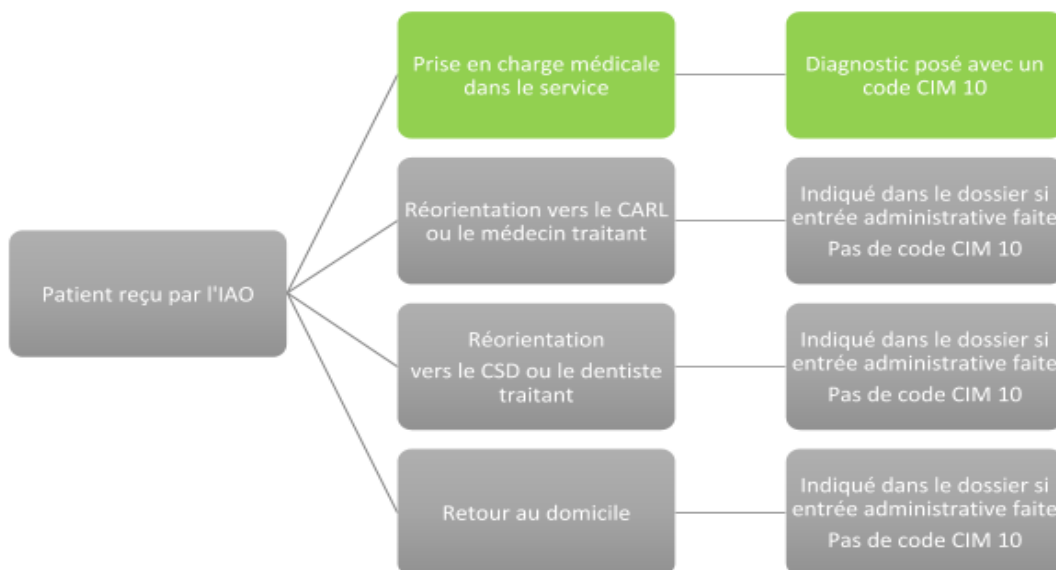 Patient reçu par l'IAO
Prise en charge médicale
dans le service
Diagnostic posé avec un
code CIM 10
Réorientation vers le CARL
ou le médecin traitant
Indiqué dans le dossier si
entrée administrative faite
Pas de code CIM 10
Réorientation
vers le CSD ou le dentiste
traitant
Indiqué dans le dossier si
entrée administrative faite
Pas de code CIM 10
Retour au domicile
Indiqué dans le dossier si
entrée administrative faite
Pas de code CIM 10